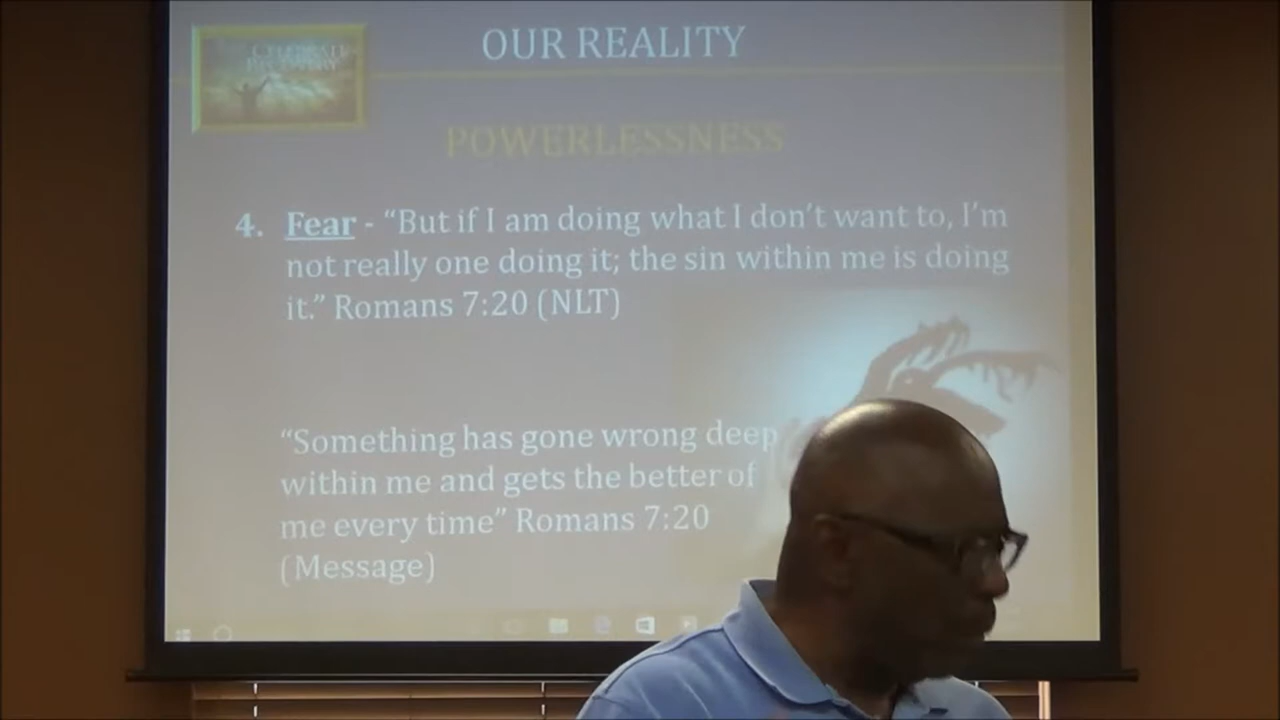 CELEBRATE
RECOVERY
OUR REALITY
POWERLESSNESS
4. Fear - “But if I am doing what I don’t want to, I’m
not really one doing it; the sin within me is doing
it.” Romans 7:20 (NLT)
“Something has gone wrong deep
within me and gets the better of
me every time” Romans 7:20
(Message)